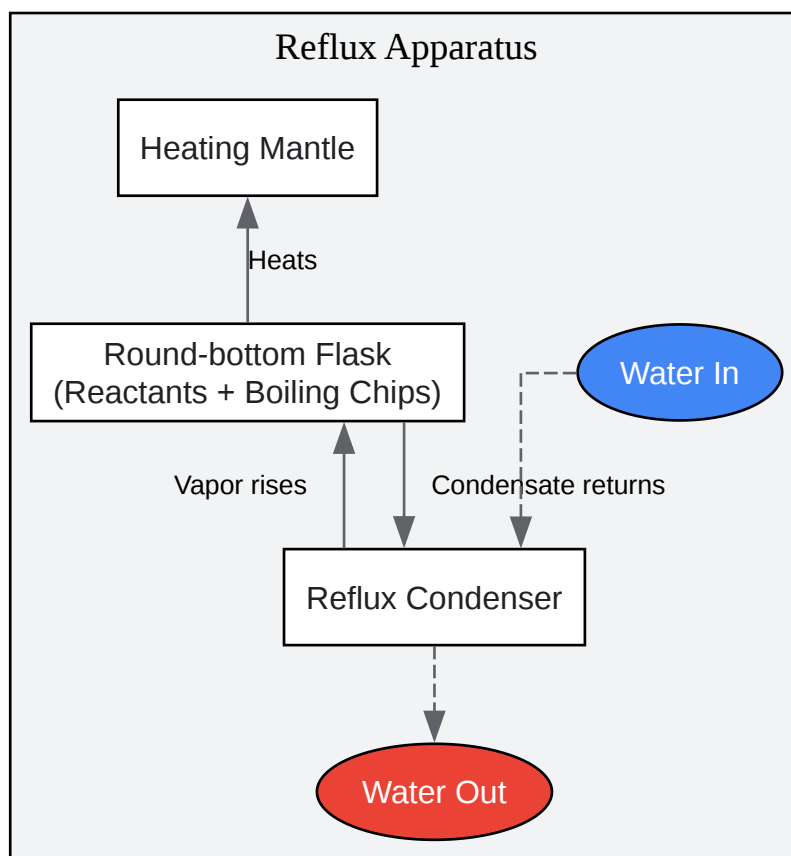 Reflux Apparatus
Heating Mantle
Heats
Round-bottom Flask
(Reactants + Boiling Chips)
Water In
Vapor rises
Condensate returns
Reflux Condenser
Water Out